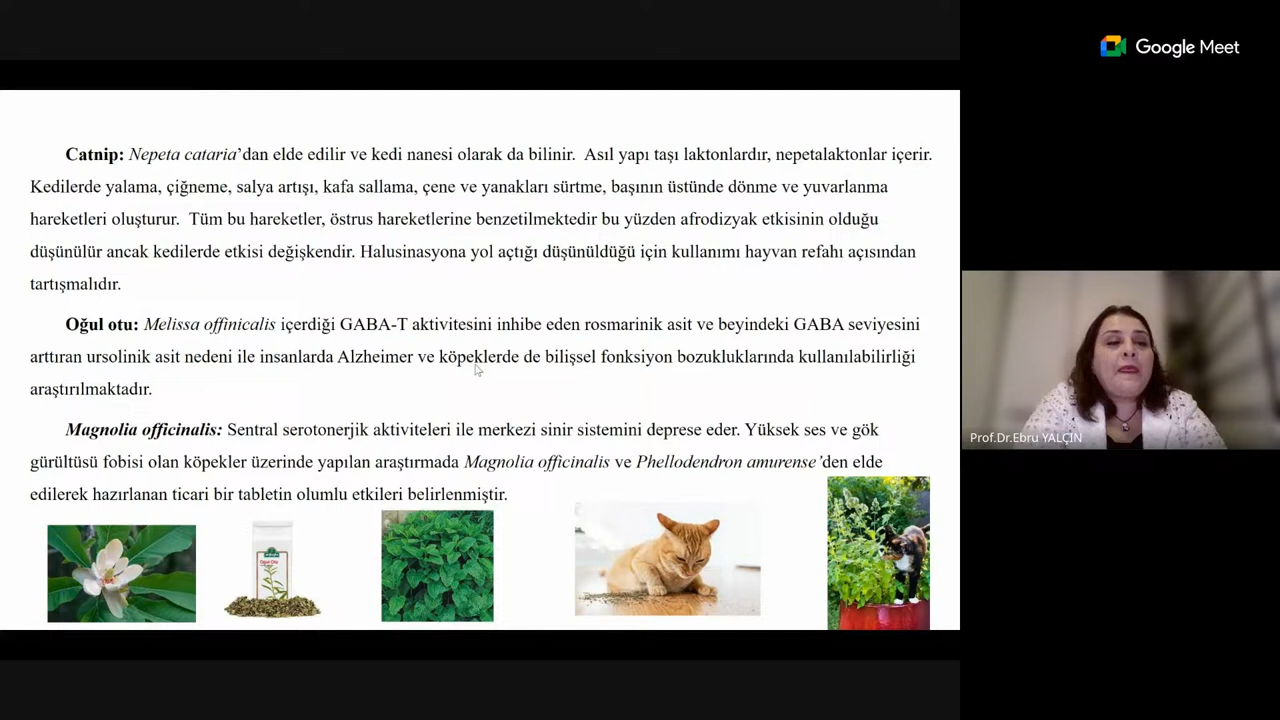 Google Meet
Catnip: Nepeta cataria’dan elde edilir ve kedi nanesi olarak da bilinir. Asıl yapı taşı laktonlardır, nepetalaktonlar içerir.
Kedilerde yalama, çiğneme, salya artışı, kafa sallama, çene ve yanakları sürtme, başının üstünde dönme ve yuvarlanma
hareketleri oluşturur. Tüm bu hareketler, östrus hareketlerine benzetilmektedir bu yüzden afrodizyak etkisinin olduğu
düşünülür ancak kedilerde etkisi değişkendir. Halusinasyona yol açtığı düşünüldüğü için kullanımı hayvan refahı açısından
tartışmalıdır.
Oğul otu: Melissa offinicalis içerdiği GABA-T aktivitesini inhibe eden rosmarinik asit ve beyindeki GABA seviyesini
arttıran ursolinik asit nedeni ile insanlarda Alzheimer ve köpeklerde de bilişsel fonksiyon bozukluklarında kullanılabilirliği
araştırılmaktadır.
Magnolia officinalis: Sentral serotonerjik aktiviteleri ile merkezi sinir sistemini deprese eder. Yüksek ses ve gök
gürültüsü fobisi olan köpekler üzerinde yapılan araştırmada Magnolia officinalis ve Phellodendron amurense’den elde
edilerek hazırlanan ticari bir tabletin olumlu etkileri belirlenmiştir.
Oğul Otu
Prof.Dr.Ebru YALÇIN